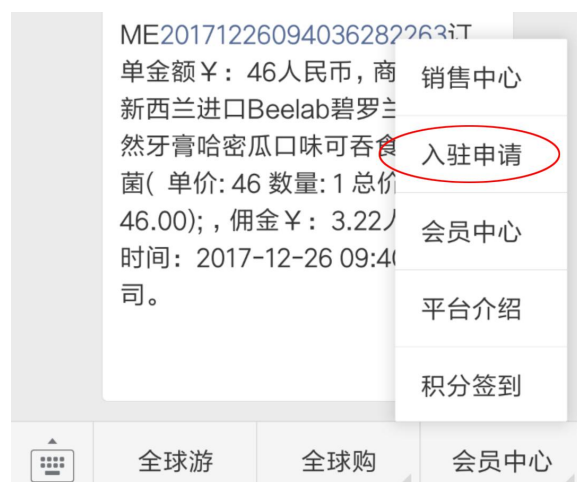 ME20171226094036282263订
单金额￥：46人民币，商
新西兰进口Beelab碧罗兰
然牙膏哈密瓜口味可吞食
菌( 单价: 46 数量: 1 总价
46.00); , 佣金￥：3.22人
时间：2017-12-26 09:40
司。
销售中心
入驻申请
会员中心
平台介绍
积分签到
全球游
全球购
会员中心